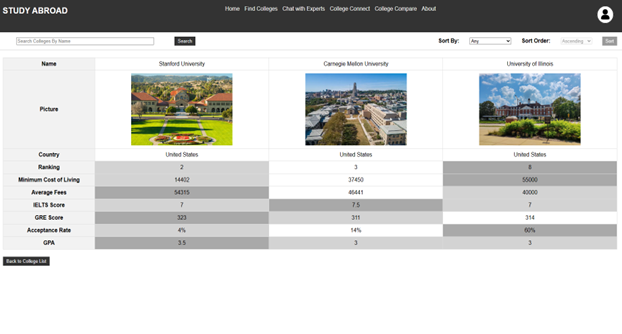 STUDY ABROAD
Home Find Colleges Chat with Experts College Connect College Compare About
Search Colleges By Name Search Sort By: Any Sort Order: Ascending Sort
Name Stanford University Carnegie Mellon University University of Illinois
Picture
Country United States United States United States
Ranking 2 3 8
Minimum Cost of Living 14402 37450 55000
Average Fees 54315 46441 40000
IELTS Score 7 7.5 7
GRE Score 323 311 314
Acceptance Rate 4% 14% 60%
GPA 3.5 3 3
Back to College List